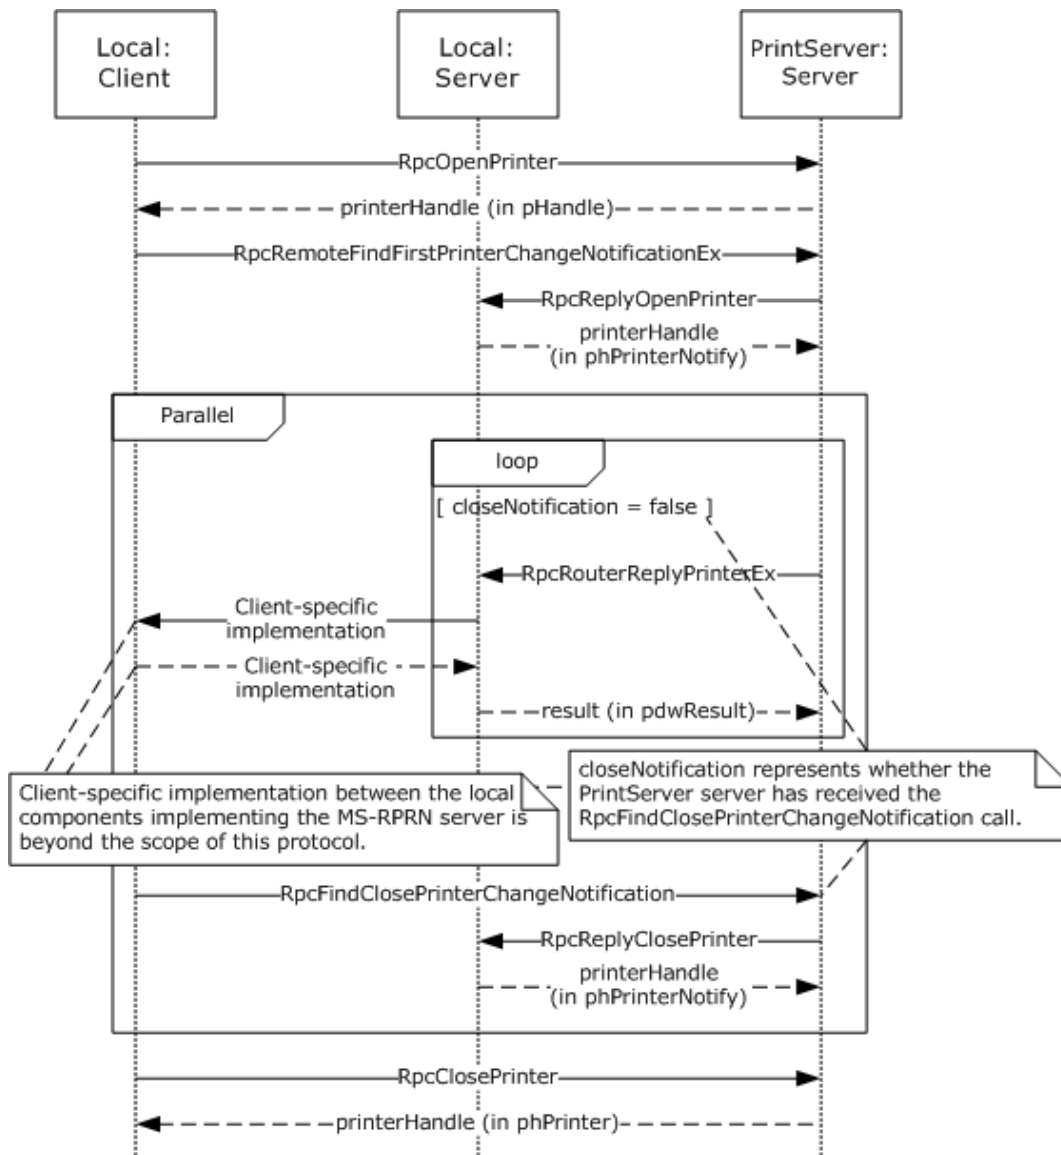 Local:
Client
Local:
Server
PrintServer:
Server
RpcOpenPrinter
printerHandle (in pHandle)
RpcRemoteFindFirstPrinterChangeNotificationEx
RpcReplyOpenPrinter
printerHandle
(in phPrinterNotify)
Parallel
loop
[ closeNotification = false ]
RpcRouterReplyPrinterEx
Client-specific
implementation
Client-specific
implementation
result (in pdwResult)
Client-specific implementation between the local
components implementing the MS-RPRN server is
beyond the scope of this protocol.
closeNotification represents whether the
PrintServer server has received the
RpcFindClosePrinterChangeNotification call.
RpcFindClosePrinterChangeNotification
RpcReplyClosePrinter
printerHandle
(in phPrinterNotify)
RpcClosePrinter
printerHandle (in phPrinter)